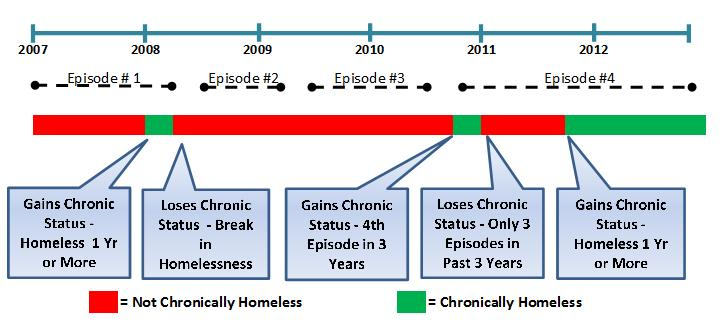 2007 2008 2009 2010 2011 2012
Episode # 1 Episode #2 Episode #3 Episode #4
Gains Chronic
Status -
Homeless 1 Yr
or More
Loses Chronic
Status - Break
in
Homelessness
Gains Chronic
Status - 4th
Episode in 3
Years
Loses Chronic
Status - Only 3
Episodes in
Past 3 Years
Gains Chronic
Status -
Homeless 1 Yr
or More
= Not Chronically Homeless
= Chronically Homeless